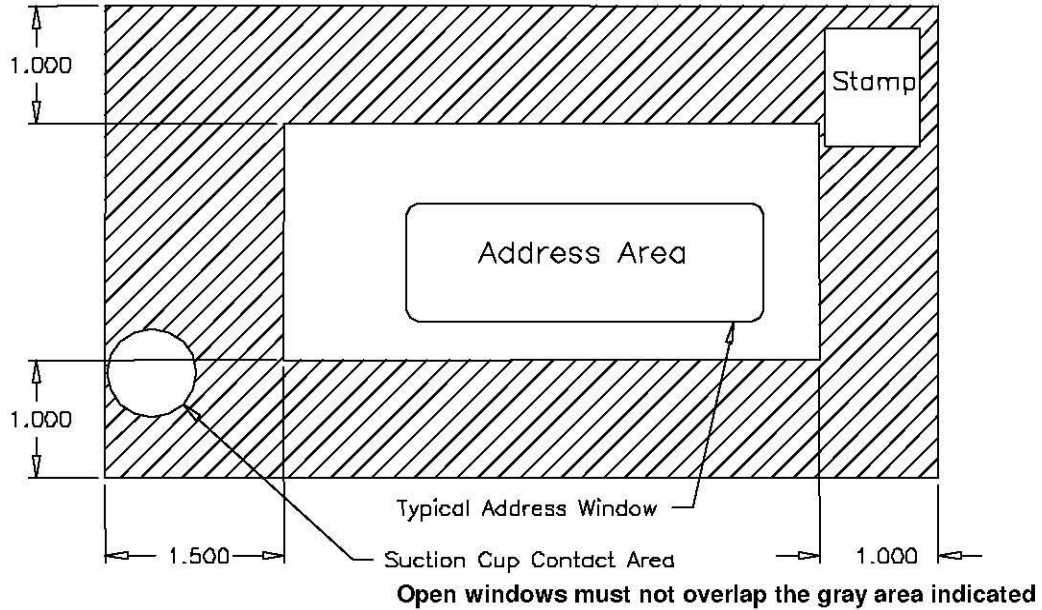 1.000
Stamp
Address Area
1.000
Typical Address Window
1.500
Suction Cup Contact Area
1.000
Open windows must not overlap the gray area indicated